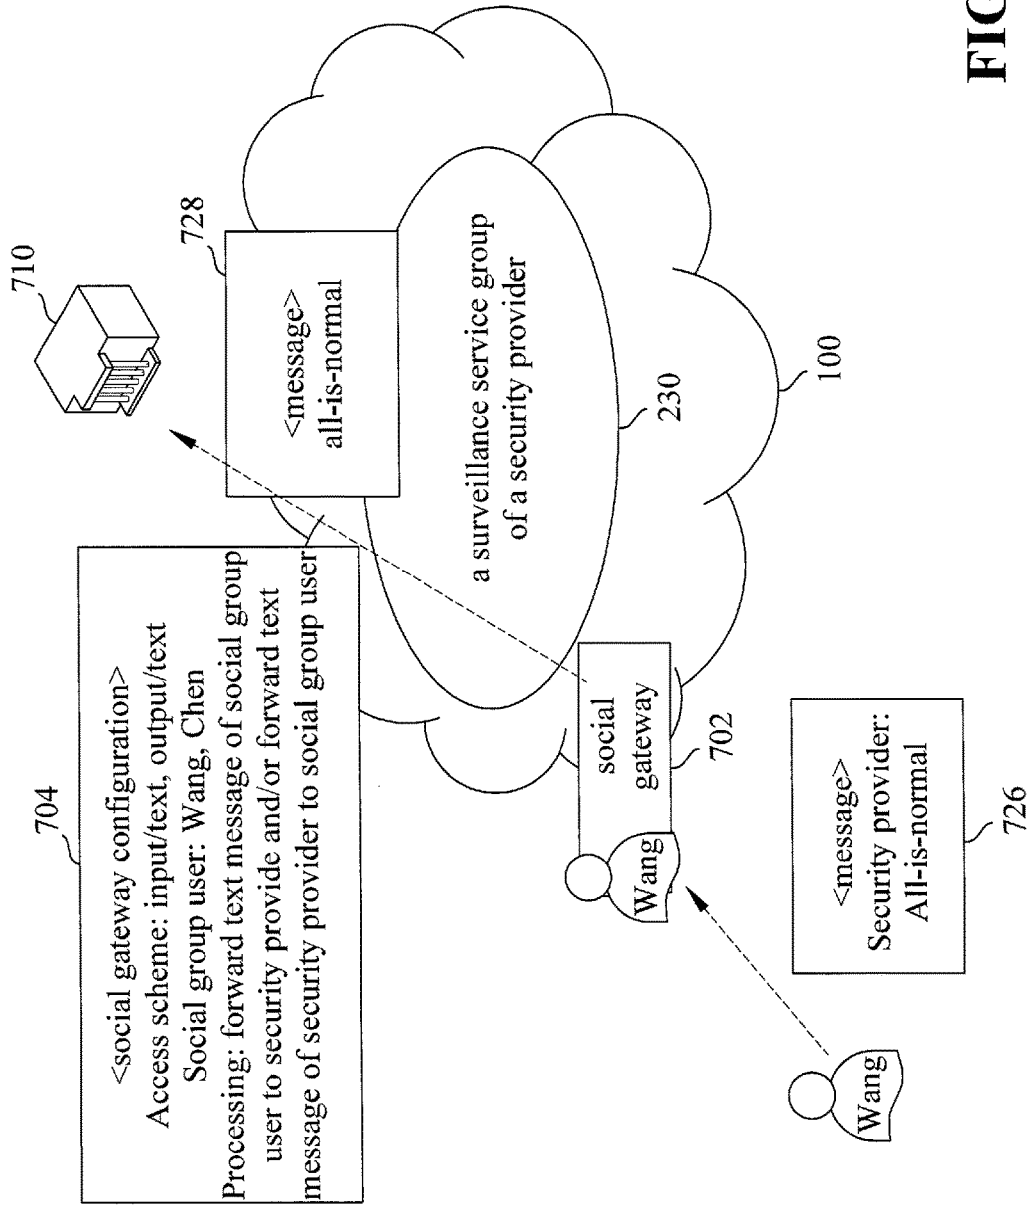 710
704
<social gateway configuration>
Access scheme: input/text, output/text
Social group user: Wang, Chen
Processing: forward text message of social group
user to security provide and/or forward text
message of security provider to social group user
728
<message>
all-is-normal
a surveillance service group
of a security provider
230
100
social
gateway
702
Wang
Wang
<message>
Security provider:
All-is-normal
726
FIG